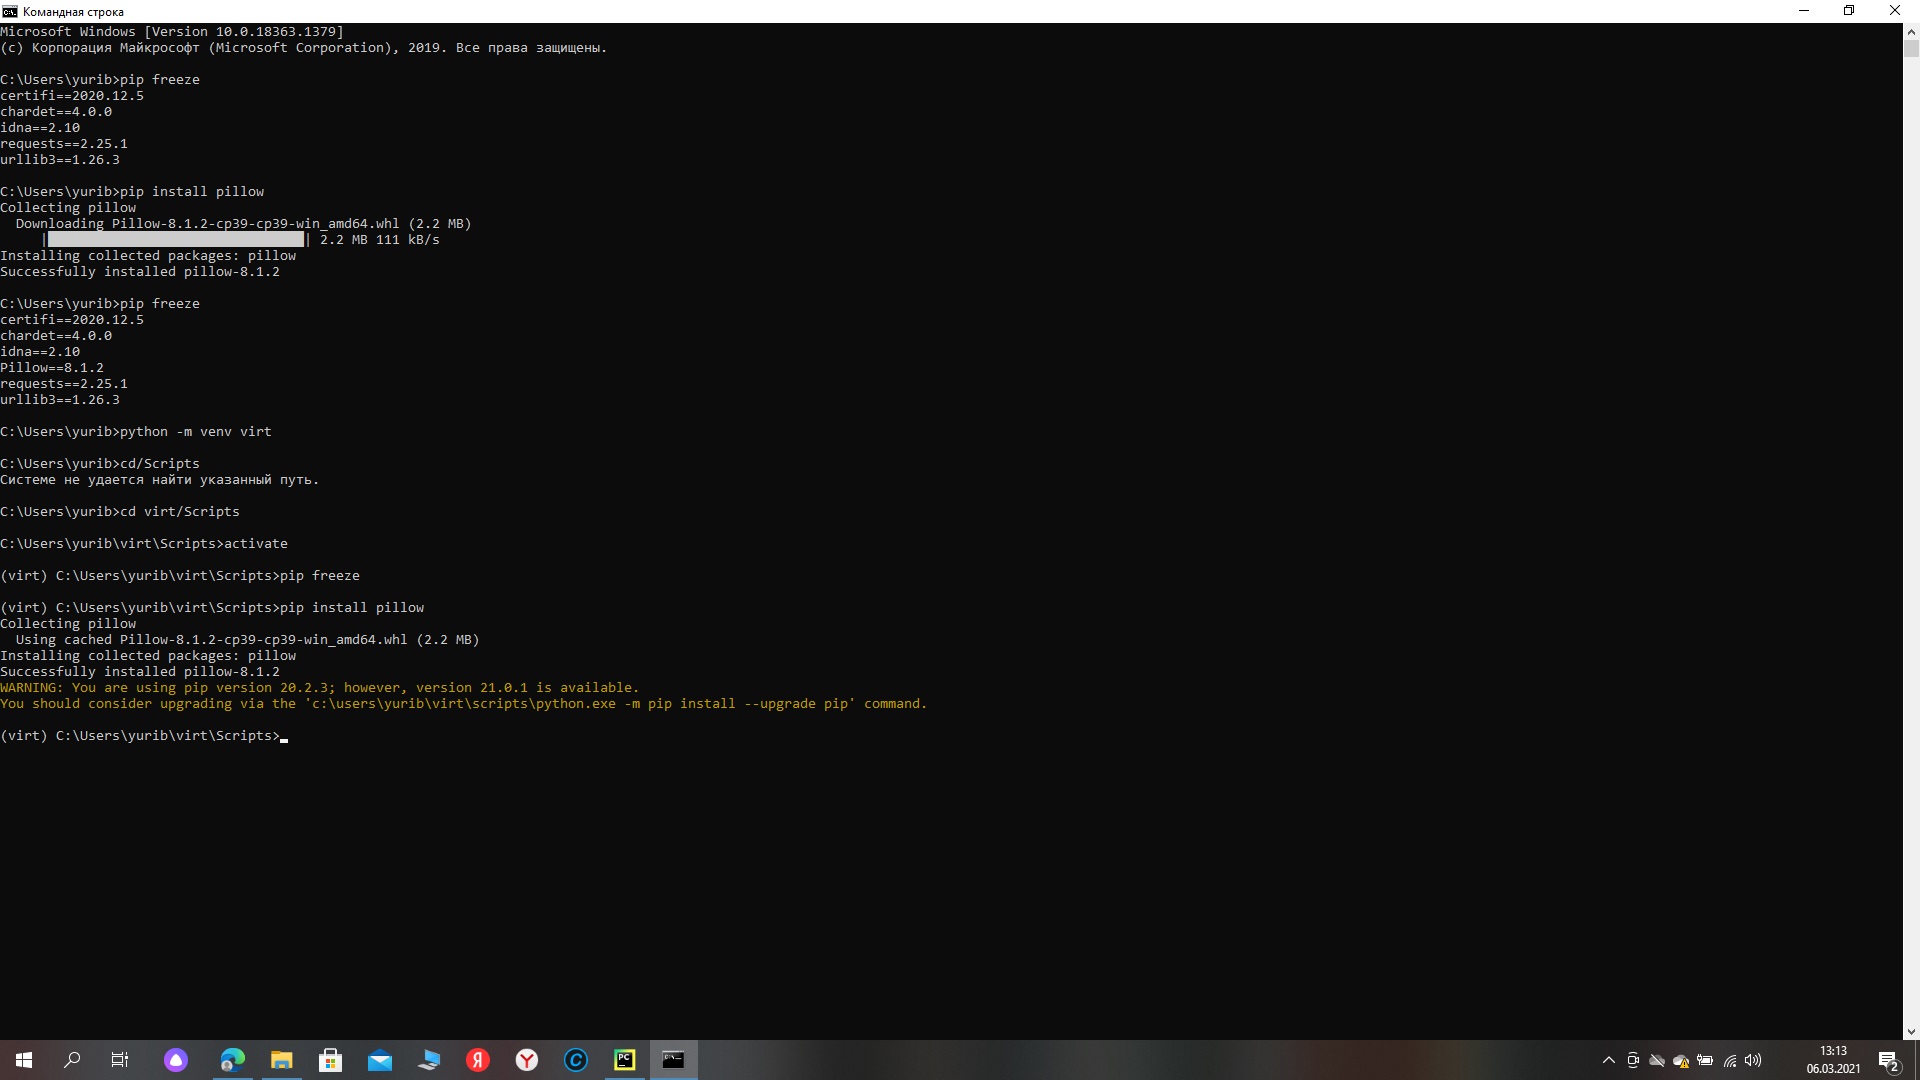 Командная строка
Microsoft Windows [Version 10.0.18363.1379]
(c) Корпорация Майкрософт (Microsoft Corporation), 2019. Все права защищены.
C:\Users\yurib>pip freeze
certifi==2020.12.5
chardet==4.0.0
idna==2.10
requests==2.25.1
urllib3==1.26.3
C:\Users\yurib>pip install pillow
Collecting pillow
Downloading Pillow-8.1.2-cp39-cp39-win_amd64.whl (2.2 MB)
| | 2.2 MB 111 kB/s
Installing collected packages: pillow
Successfully installed pillow-8.1.2
C:\Users\yurib>pip freeze
certifi==2020.12.5
chardet==4.0.0
idna==2.10
Pillow==8.1.2
requests==2.25.1
urllib3==1.26.3
C:\Users\yurib>python -m venv virt
C:\Users\yurib>cd/Scripts
Системе не удается найти указанный путь.
C:\Users\yurib>cd virt/Scripts
C:\Users\yurib\virt\Scripts>activate
(virt) C:\Users\yurib\virt\Scripts>pip freeze
(virt) C:\Users\yurib\virt\Scripts>pip install pillow
Collecting pillow
Using cached Pillow-8.1.2-cp39-cp39-win_amd64.whl (2.2 MB)
Installing collected packages: pillow
Successfully installed pillow-8.1.2
WARNING: You are using pip version 20.2.3; however, version 21.0.1 is available.
You should consider upgrading via the 'c:\users\yurib\virt\scripts\python.exe -m pip install --upgrade pip' command.
(virt) C:\Users\yurib\virt\Scripts>
Я
Y
C
PC
13:13
06.03.2021
2